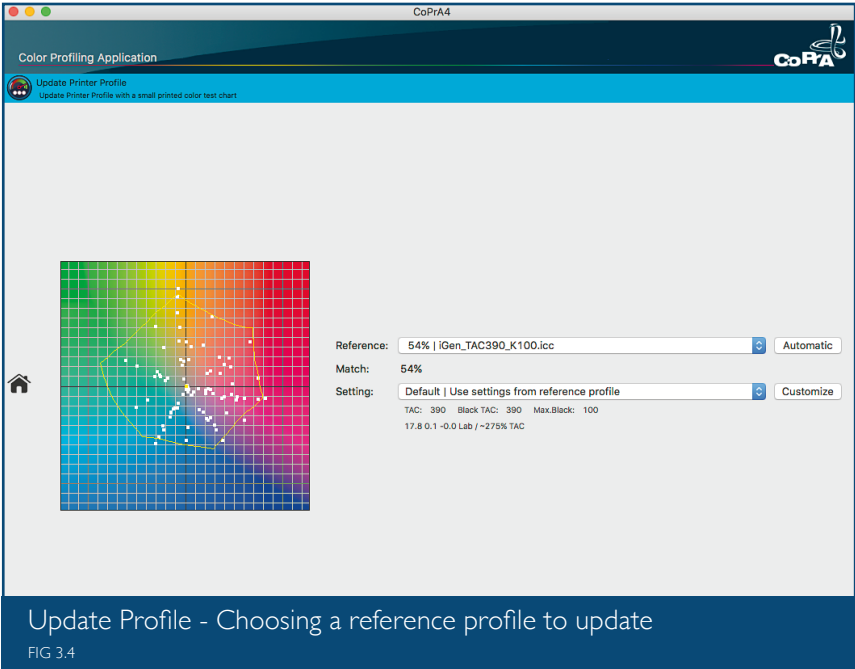 CoPrA4
Color Profiling Application
CoPrA
Update Printer Profile
Update Printer Profile with a small printed color test chart
Reference: 54% | iGen_TAC390_K100.icc Automatic
Match: 54%
Setting: Default | Use settings from reference profile Customize
TAC: 390 Black TAC: 390 Max.Black: 100
17.8 0.1 -0.0 Lab / ~275% TAC
Update Profile - Choosing a reference profile to update
FIG 3.4